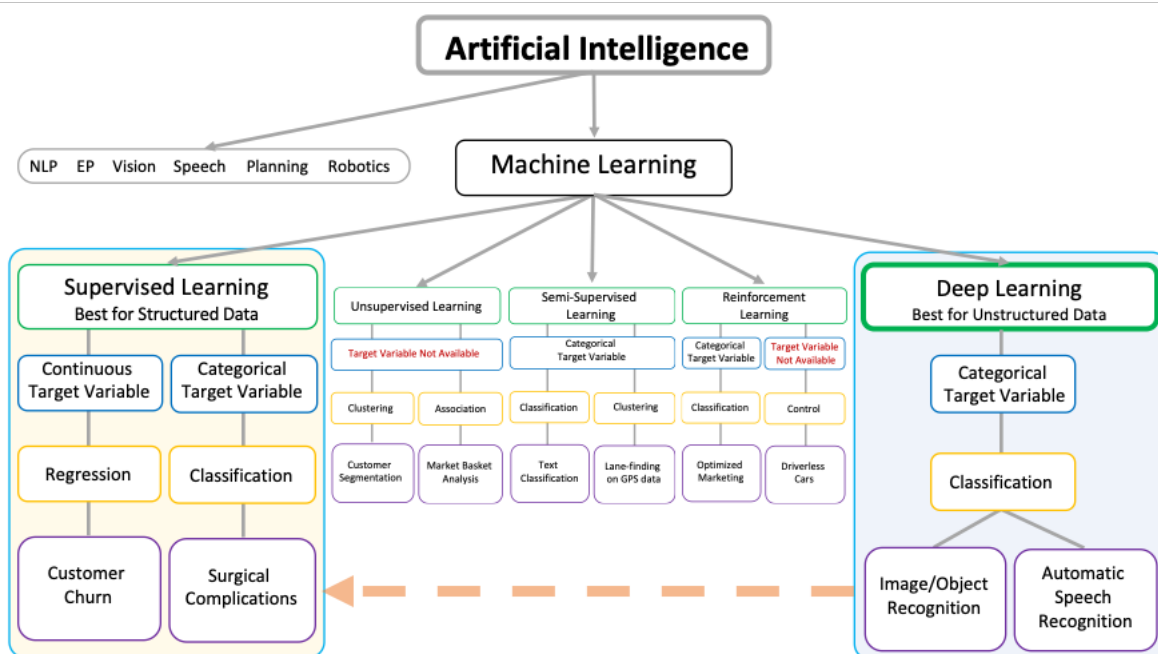 Artificial Intelligence
NLP EP Vision Speech Planning Robotics
Machine Learning
Supervised Learning
Best for Structured Data
Continuous
Target Variable
Categorical
Target Variable
Regression
Classification
Customer
Churn
Surgical
Complications
Unsupervised Learning
Target Variable Not Available
Clustering
Association
Customer
Segmentation
Market Basket
Analysis
Semi-Supervised
Learning
Categorical
Target Variable
Classification
Clustering
Text
Classification
Lane-finding
on GPS data
Reinforcement
Learning
Categorical
Target Variable
Target Variable
Not Available
Classification
Control
Optimized
Marketing
Driverless
Cars
Deep Learning
Best for Unstructured Data
Categorical
Target Variable
Classification
Image/Object
Recognition
Automatic
Speech
Recognition